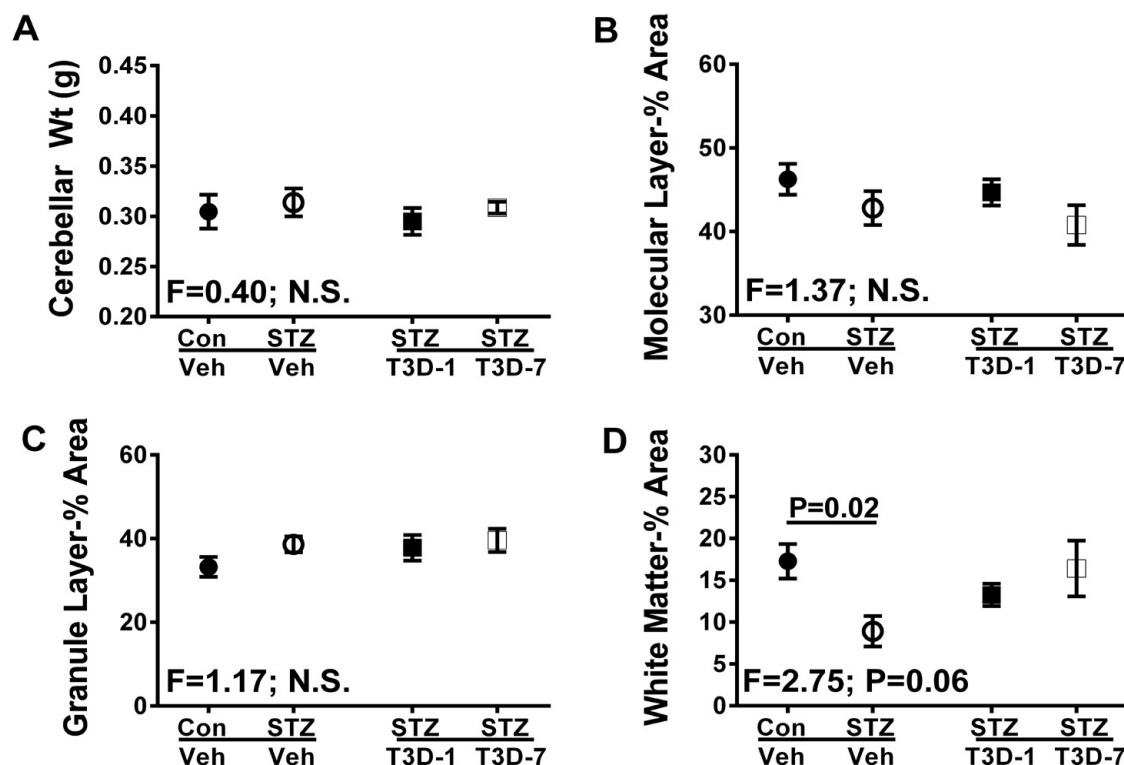 A
Cerebellar Wt (g)
0.45
0.40
0.35
0.30
0.25
0.20
F=0.40; N.S.
Con STZ STZ STZ
Veh Veh T3D-1 T3D-7
B
Molecular Layer-% Area
60
50
40
30
F=1.37; N.S.
Con STZ STZ STZ
Veh Veh T3D-1 T3D-7
C
Granule Layer-% Area
60
40
20
0
F=1.17; N.S.
Con STZ STZ STZ
Veh Veh T3D-1 T3D-7
D
White Matter-% Area
30
25
20
15
10
5
0
P=0.02
F=2.75; P=0.06
Con STZ STZ STZ
Veh Veh T3D-1 T3D-7